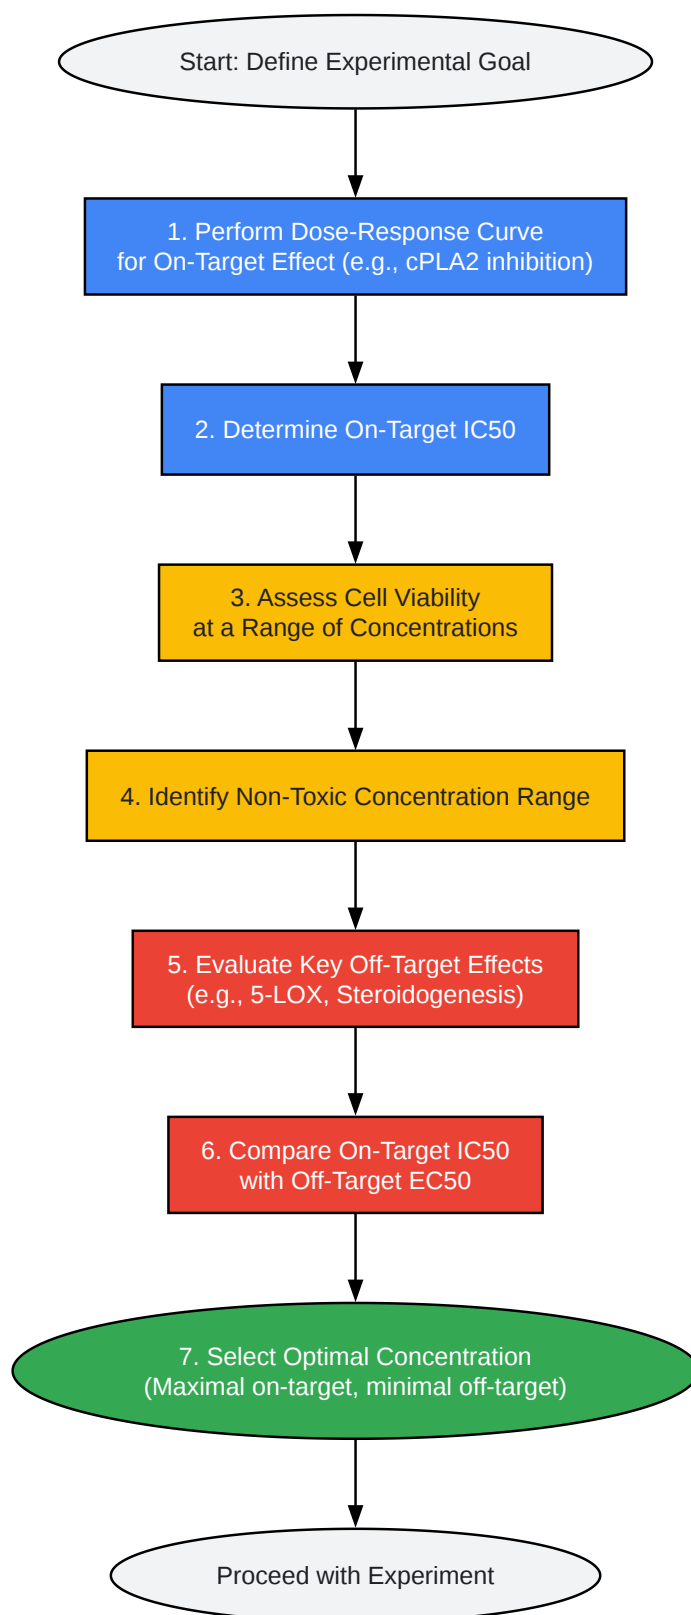 Start: Define Experimental Goal
1. Perform Dose-Response Curve
for On-Target Effect (e.g., cPLA2 inhibition)
2. Determine On-Target IC50
3. Assess Cell Viability
at a Range of Concentrations
4. Identify Non-Toxic Concentration Range
5. Evaluate Key Off-Target Effects
(e.g., 5-LOX, Steroidogenesis)
6. Compare On-Target IC50
with Off-Target EC50
7. Select Optimal Concentration
(Maximal on-target, minimal off-target)
Proceed with Experiment